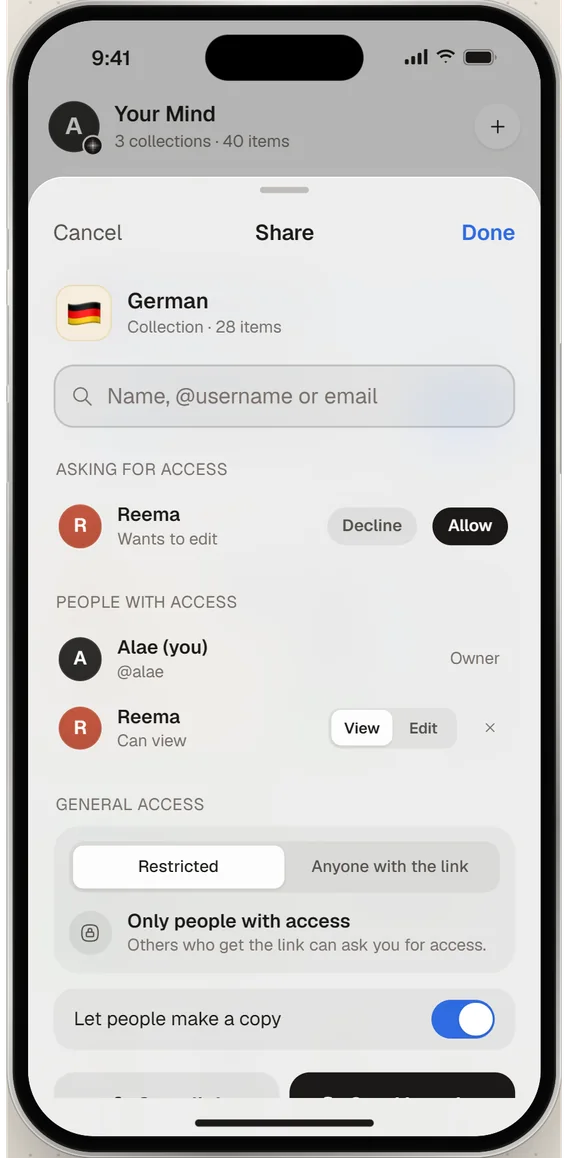 9:41
A
Your Mind
3 collections · 40 items
Cancel
Share
Done
German
Collection · 28 items
Name, @username or email
ASKING FOR ACCESS
R
Reema
Wants to edit
Decline
Allow
PEOPLE WITH ACCESS
A
Alae (you)
@alae
Owner
R
Reema
Can view
View
Edit
GENERAL ACCESS
Restricted
Anyone with the link
Only people with access
Others who get the link can ask you for access.
Let people make a copy